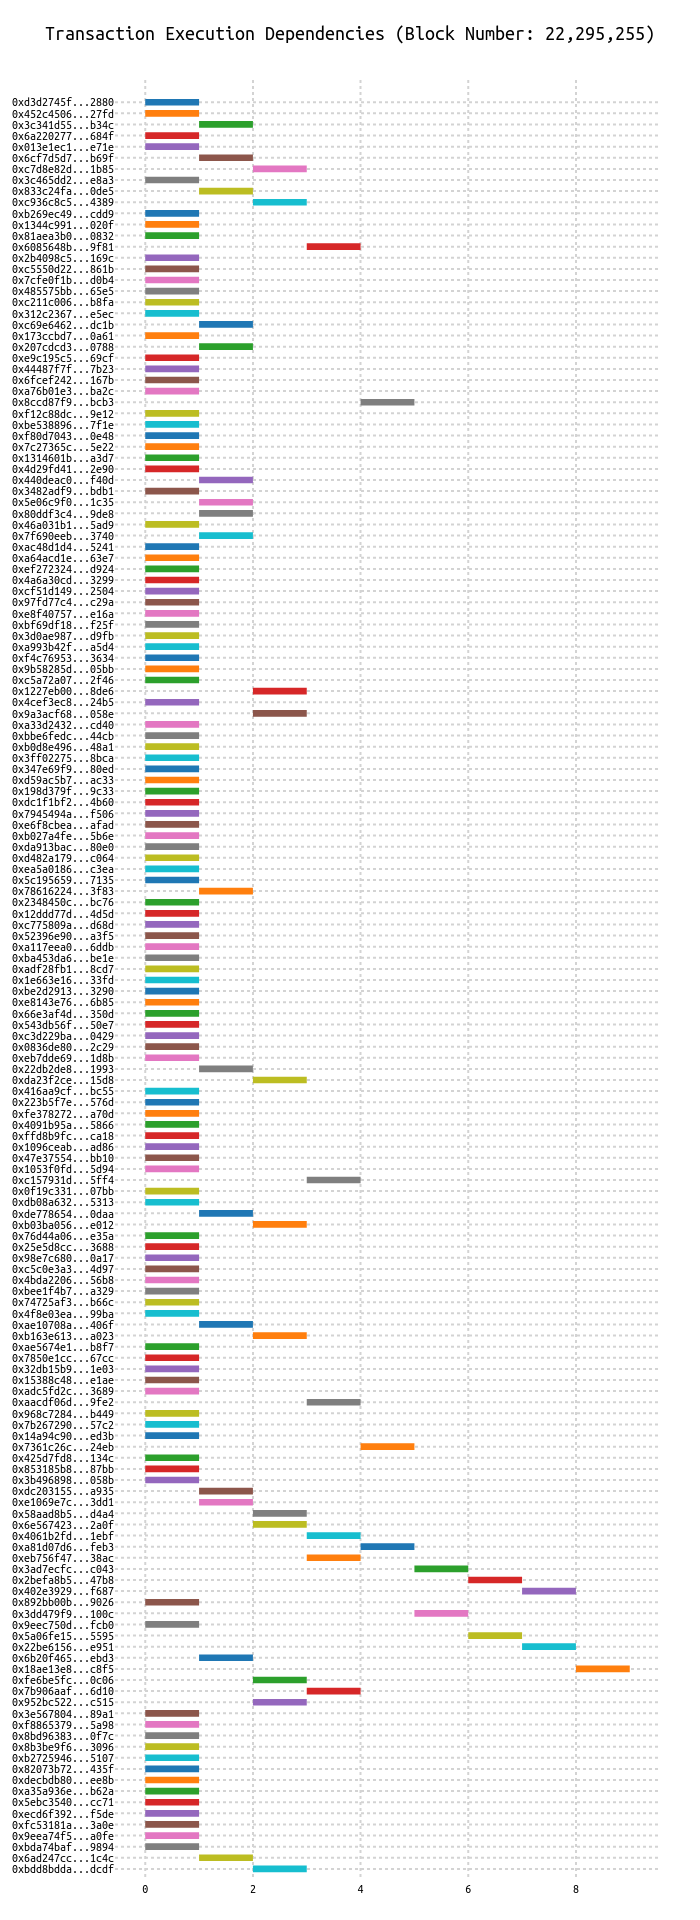 Transaction Execution Dependencies (Block Number: 22,295,255)
0xd3d2745f...2880
0x452c4506...27fd
0x3c341d55...b34c
0x6a220277...684f
0x013e1ec1...e71e
0x6cf7d5d7...b69f
0xc7d8e82d...1b85
0x3c465dd2...e8a3
0x833c24fa...0de5
0xc936c8c5...4389
0xb269ec49...cdd9
0x1344c991...020f
0x81aea3b0...0832
0x6085648b...9f81
0x2b4098c5...169c
0xc5550d22...861b
0x7cfe0f1b...d0b4
0x485575bb...65e5
0xc211c006...b8fa
0x312c2367...e5ec
0xc69e6462...dc1b
0x173ccbd7...0a61
0x207cdcd3...0788
0xe9c195c5...69cf
0x44487f7f...7b23
0x6fcef242...167b
0xa76b01e3...ba2c
0x8ccd87f9...bcb3
0xf12c88dc...9e12
0xbe538896...7f1e
0xf80d7043...0e48
0x7c27365c...5e22
0x1314601b...a3d7
0x4d29fd41...2e90
0x440deac0...f40d
0x3482adf9...bdb1
0x5e06c9f0...1c35
0x80ddf3c4...9de8
0x46a031b1...5ad9
0x7f690eeb...3740
0xac48d1d4...5241
0xa64acd1e...63e7
0xef272324...d924
0x4a6a30cd...3299
0xcf51d149...2504
0x97fd77c4...c29a
0xe8f40757...e16a
0xbf69df18...f25f
0x3d0ae987...d9fb
0xa993b42f...a5d4
0xf4c76953...3634
0x9b58285d...05bb
0xc5a72a07...2f46
0x1227eb00...8de6
0x4cef3ec8...24b5
0x9a3acf68...058e
0xa33d2432...cd40
0xbbe6fedc...44cb
0xb0d8e496...48a1
0x3ff02275...8bca
0x347e69f9...80ed
0xd59ac5b7...ac33
0x198d379f...9c33
0xdc1f1bf2...4b60
0x7945494a...f506
0xe6f8cbea...afad
0xb027a4fe...5b6e
0xda913bac...80e0
0xd482a179...c064
0xea5a0186...c3ea
0x5c195659...7135
0x78616224...3f83
0x2348450c...bc76
0x12ddd77d...4d5d
0xc775809a...d68d
0x52396e90...a3f5
0xa117eea0...6ddb
0xba453da6...be1e
0xadf28fb1...8cd7
0x1e663e16...33fd
0xbe2d2913...3290
0xe8143e76...6b85
0x66e3af4d...350d
0x543db56f...50e7
0xc3d229ba...0429
0x0836de80...2c29
0xeb7dde69...1d8b
0x22db2de8...1993
0xda23f2ce...15d8
0x416aa9cf...bc55
0x223b5f7e...576d
0xfe378272...a70d
0x4091b95a...5866
0xffd8b9fc...ca18
0x1096ceab...ad86
0x47e37554...bb10
0x1053f0fd...5d94
0xc157931d...5ff4
0x0f19c331...07bb
0xdb08a632...5313
0xde778654...0daa
0xb03ba056...e012
0x76d44a06...e35a
0x25e5d8cc...3688
0x98e7c680...0a17
0xc5c0e3a3...4d97
0x4bda2206...56b8
0xbee1f4b7...a329
0x74725af3...b66c
0x4f8e03ea...99ba
0xae10708a...406f
0xb163e613...a023
0xae5674e1...b8f7
0x7850e1cc...67cc
0x32db15b9...1e03
0x15388c48...e1ae
0xadc5fd2c...3689
0xaacdf06d...9fe2
0x968c7284...b449
0x7b267290...57c2
0x14a94c90...ed3b
0x7361c26c...24eb
0x425d7fd8...134c
0x853185b8...87bb
0x3b496898...058b
0xdc203155...a935
0xe1069e7c...3dd1
0x58aad8b5...d4a4
0x6e567423...2a0f
0x4061b2fd...1ebf
0xa81d07d6...feb3
0xeb756f47...38ac
0x3ad7ecfc...c043
0x2befa8b5...47b8
0x402e3929...f687
0x892bb00b...9026
0x3dd479f9...100c
0x9eec750d...fcb0
0x5a06fe15...5595
0x22be6156...e951
0x6b20f465...ebd3
0x18ae13e8...c8f5
0xfe6be5fc...0c06
0x7b906aaf...6d10
0x952bc522...c515
0x3e567804...89a1
0xf8865379...5a98
0x8bd96383...0f7c
0x8b3be9f6...3096
0xb2725946...5107
0x82073b72...435f
0xdecbdb80...ee8b
0xa35a936e...b62a
0x5ebc3540...cc71
0xecd6f392...f5de
0xfc53181a...3a0e
0x9eea74f5...a0fe
0xbda74baf...9894
0x6ad247cc...1c4c
0xbdd8bdda...dcdf
0 2 4 6 8